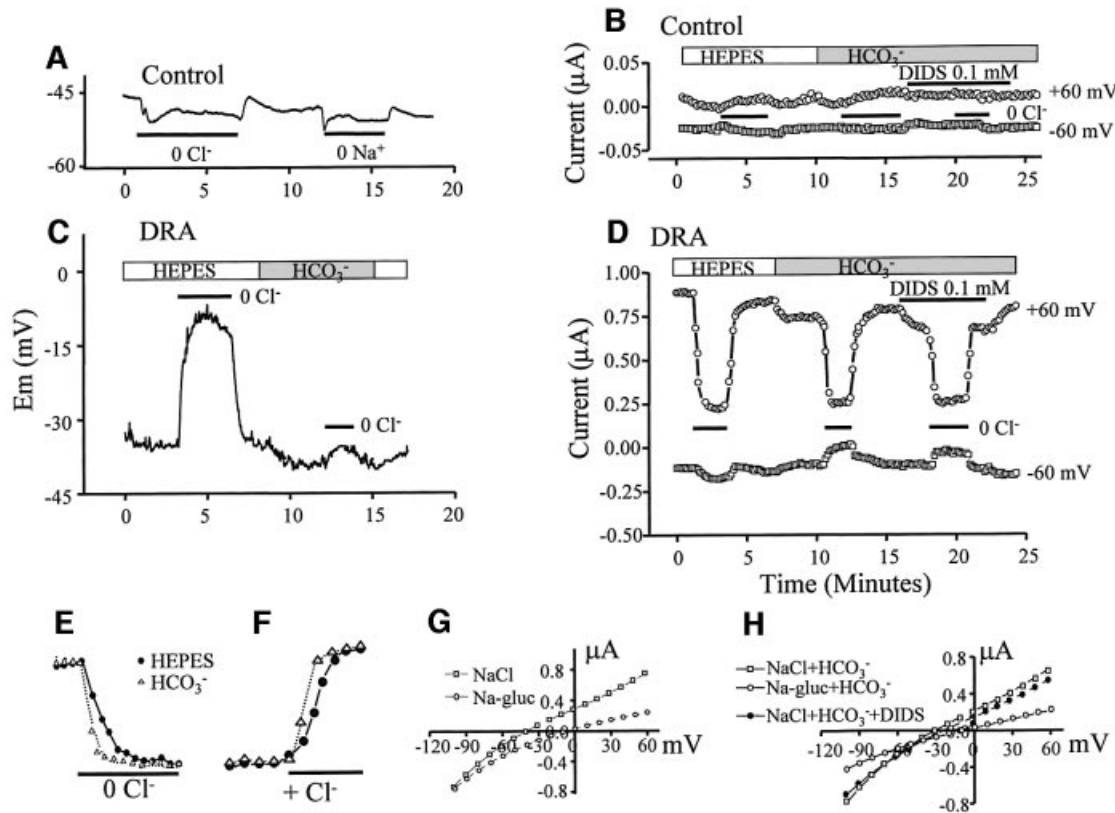 A
Control
-45
-60
0 Cl⁻
0 Na⁺
0 5 10 15 20
B
Control
HEPES
HCO₃⁻
DIDS 0.1 mM
0.05
0.00
-0.05
Current (µA)
+60 mV
0 Cl⁻
-60 mV
0 5 10 15 20 25
C
DRA
HEPES
HCO₃⁻
0 Cl⁻
0 Cl⁻
0
-15
-30
-45
Em (mV)
0 5 10 15 20
D
DRA
HEPES
HCO₃⁻
DIDS 0.1 mM
1.00
0.75
0.50
0.25
0.00
-0.25
-0.50
Current (µA)
+60 mV
0 Cl⁻
-60 mV
0 5 10 15 20 25
Time (Minutes)
E
HEPES
HCO₃⁻
0 Cl⁻
F
+ Cl⁻
G
µA
NaCl
Na-gluc
0.8
0.4
-120 -90 -60 -30 0 30 60 mV
-0.4
-0.8
H
µA
NaCl+HCO₃⁻
Na-gluc+HCO₃⁻
NaCl+HCO₃⁻+DIDS
0.8
0.4
-120 -90 -60 -30 0 30 60 mV
-0.4
-0.8